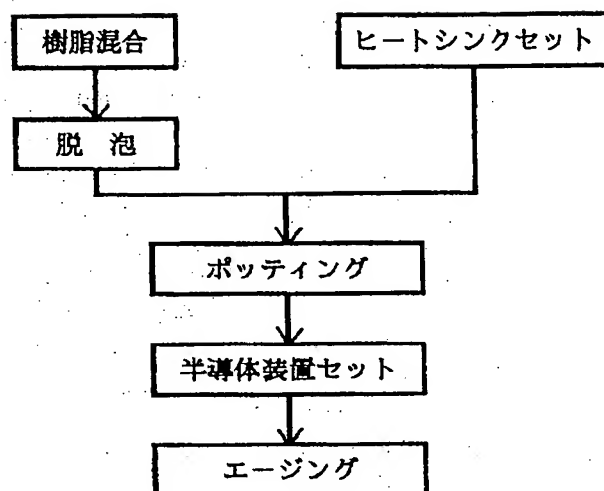 樹脂混合
ヒートシンクセット
脱 泡
ポッティング
半導体装置セット
エージング